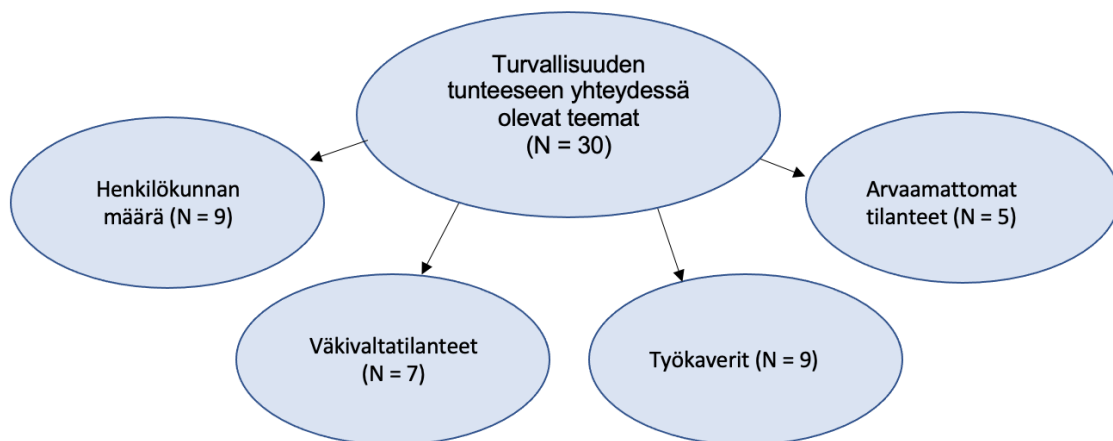 Turvallisuuden
tunteeseen yhteydessä
olevat teemat
(N = 30)
Henkilökunnan
määrä (N = 9)
Arvaamattomat
tilanteet (N = 5)
Väkivaltatilanteet
(N = 7)
Työkaverit (N = 9)